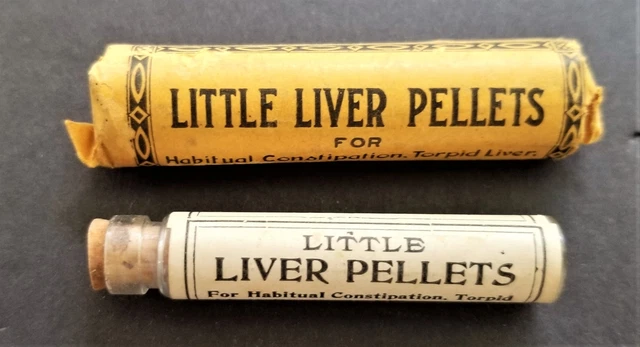 LITTLE LIVER PELLETS
FOR
Habitual Constipation. Torpid Liver.
LITTLE
LIVER PELLETS
For Habitual Constipation. Torpid